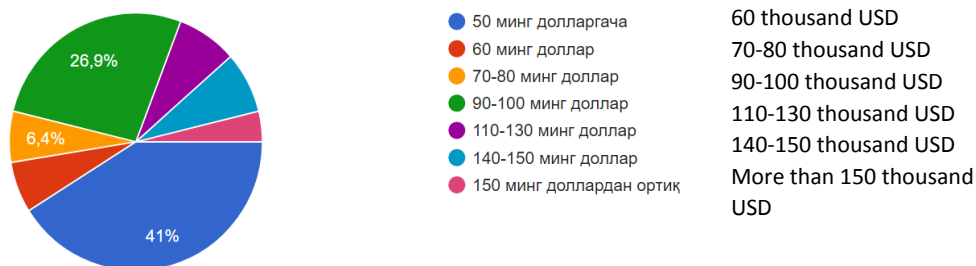 26,9%
6,4%
41%
50 минг долларгача
60 минг доллар
70-80 минг доллар
90-100 минг доллар
110-130 минг доллар
140-150 минг доллар
150 минг доллардан ортиқ
60 thousand USD
70-80 thousand USD
90-100 thousand USD
110-130 thousand USD
140-150 thousand USD
More than 150 thousand
USD